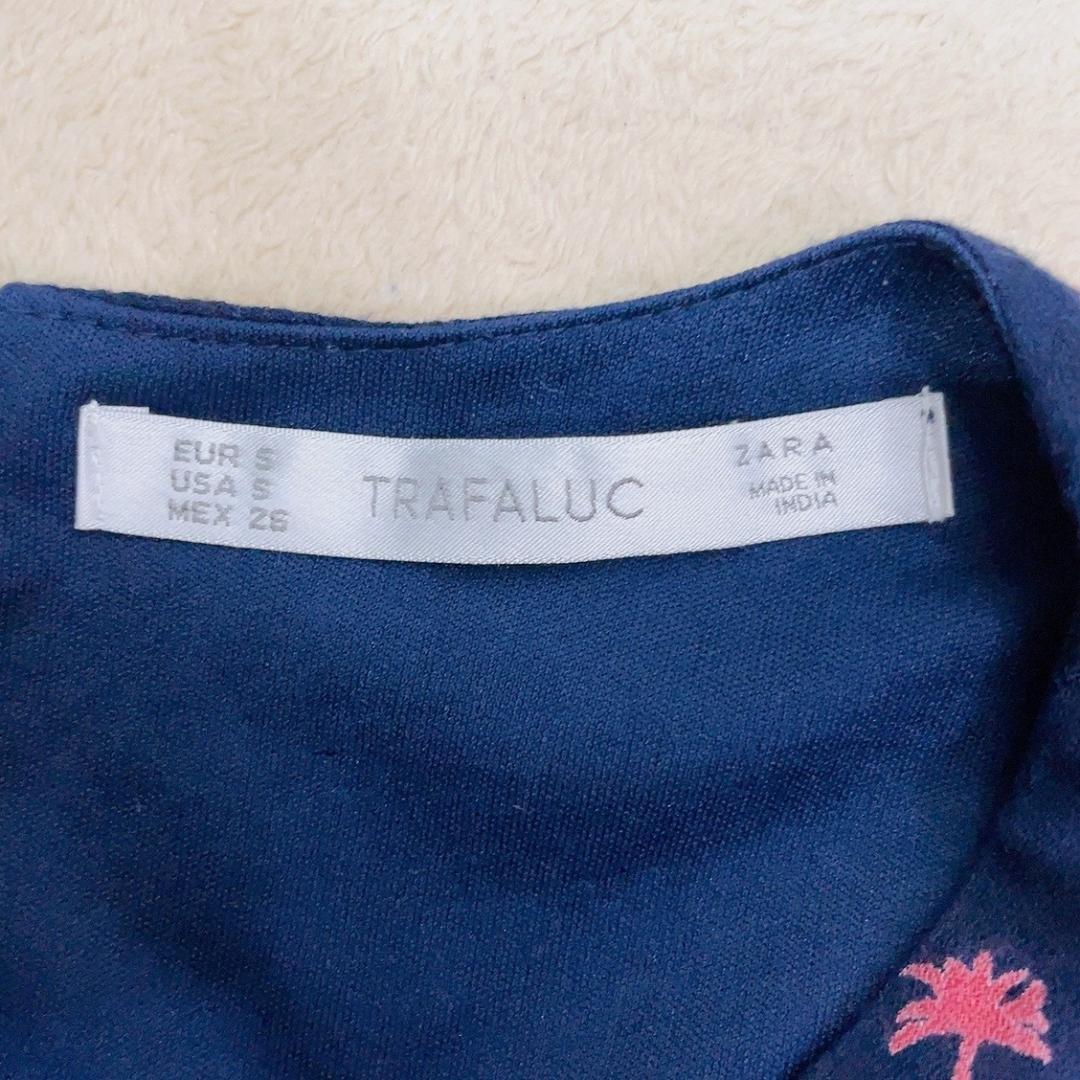 EUR S
USA S
MEX 26
TRAFALUC
ZARA
MADE IN
INDIA